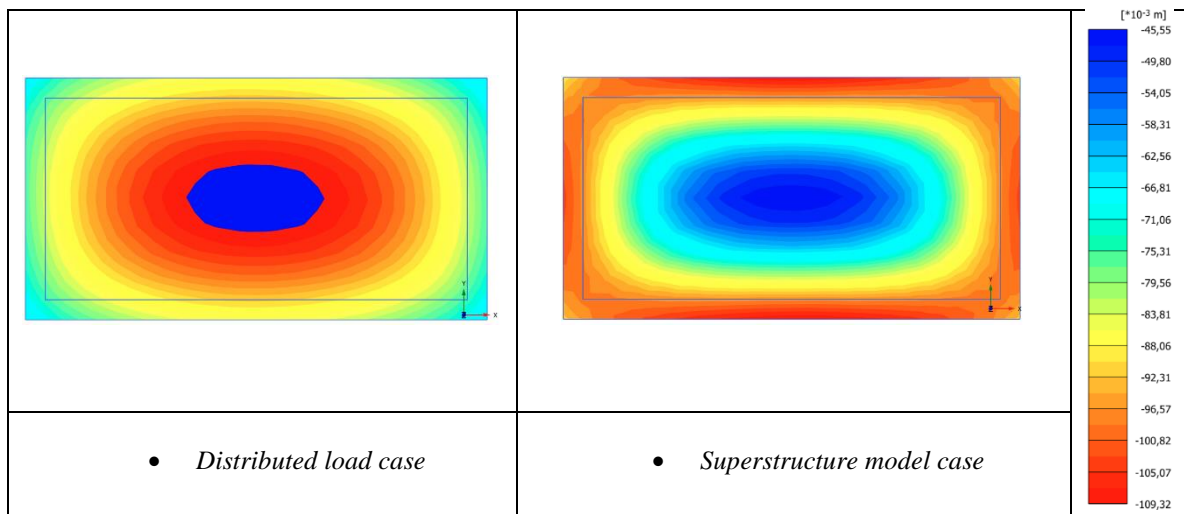 [*10-3 m]
-45,55
-49,80
-54,05
-58,31
-62,56
-66,81
-71,06
-75,31
-79,56
-83,81
-88,06
-92,31
-96,57
-100,82
-105,07
-109,32
Y
X
Y
X
• Distributed load case
• Superstructure model case